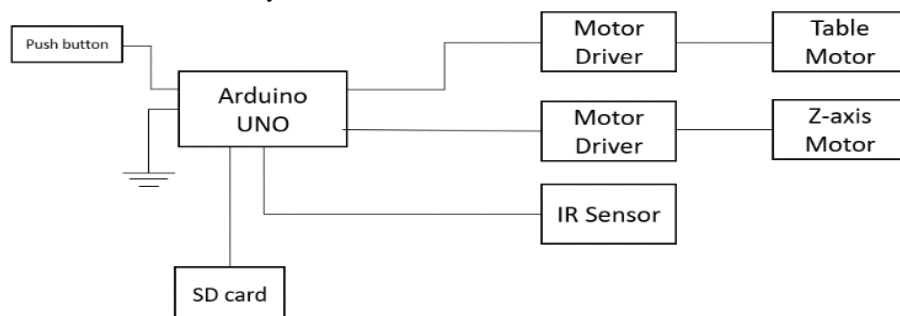 Push button
Arduino
UNO
Motor
Driver
Table
Motor
Motor
Driver
Z-axis
Motor
IR Sensor
SD card